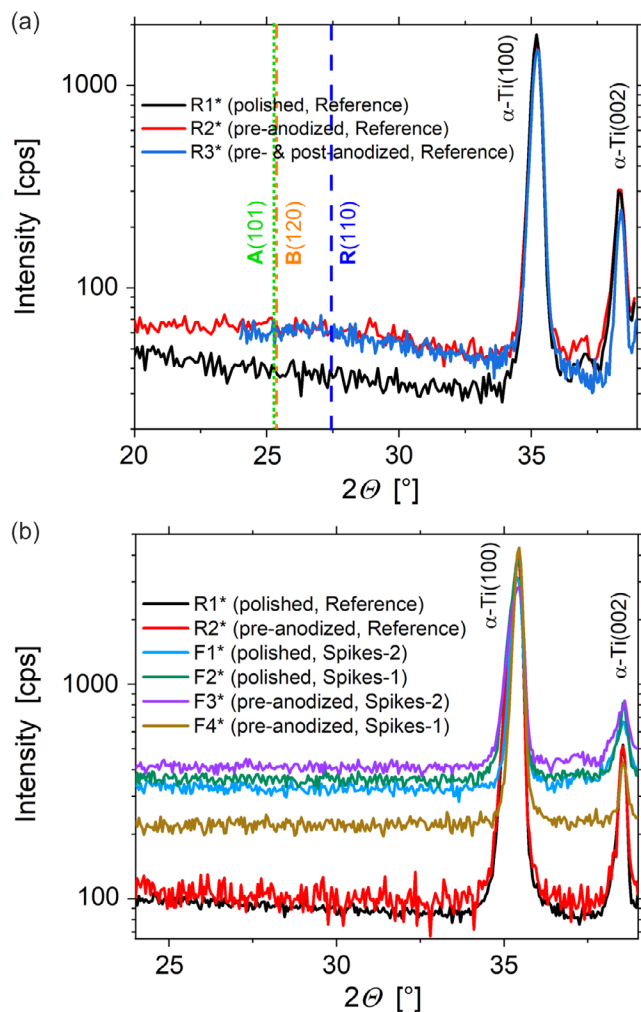 (a)
1000
100
Intensity [cps]
R1* (polished, Reference)
R2* (pre-anodized, Reference)
R3* (pre- & post-anodized, Reference)
A(101)
B(120)
R(110)
α-Ti(100)
α-Ti(002)
20
25
30
35
2Θ [°]
(b)
1000
100
Intensity [cps]
R1* (polished, Reference)
R2* (pre-anodized, Reference)
F1* (polished, Spikes-2)
F2* (polished, Spikes-1)
F3* (pre-anodized, Spikes-2)
F4* (pre-anodized, Spikes-1)
α-Ti(100)
α-Ti(002)
25
30
35
2Θ [°]